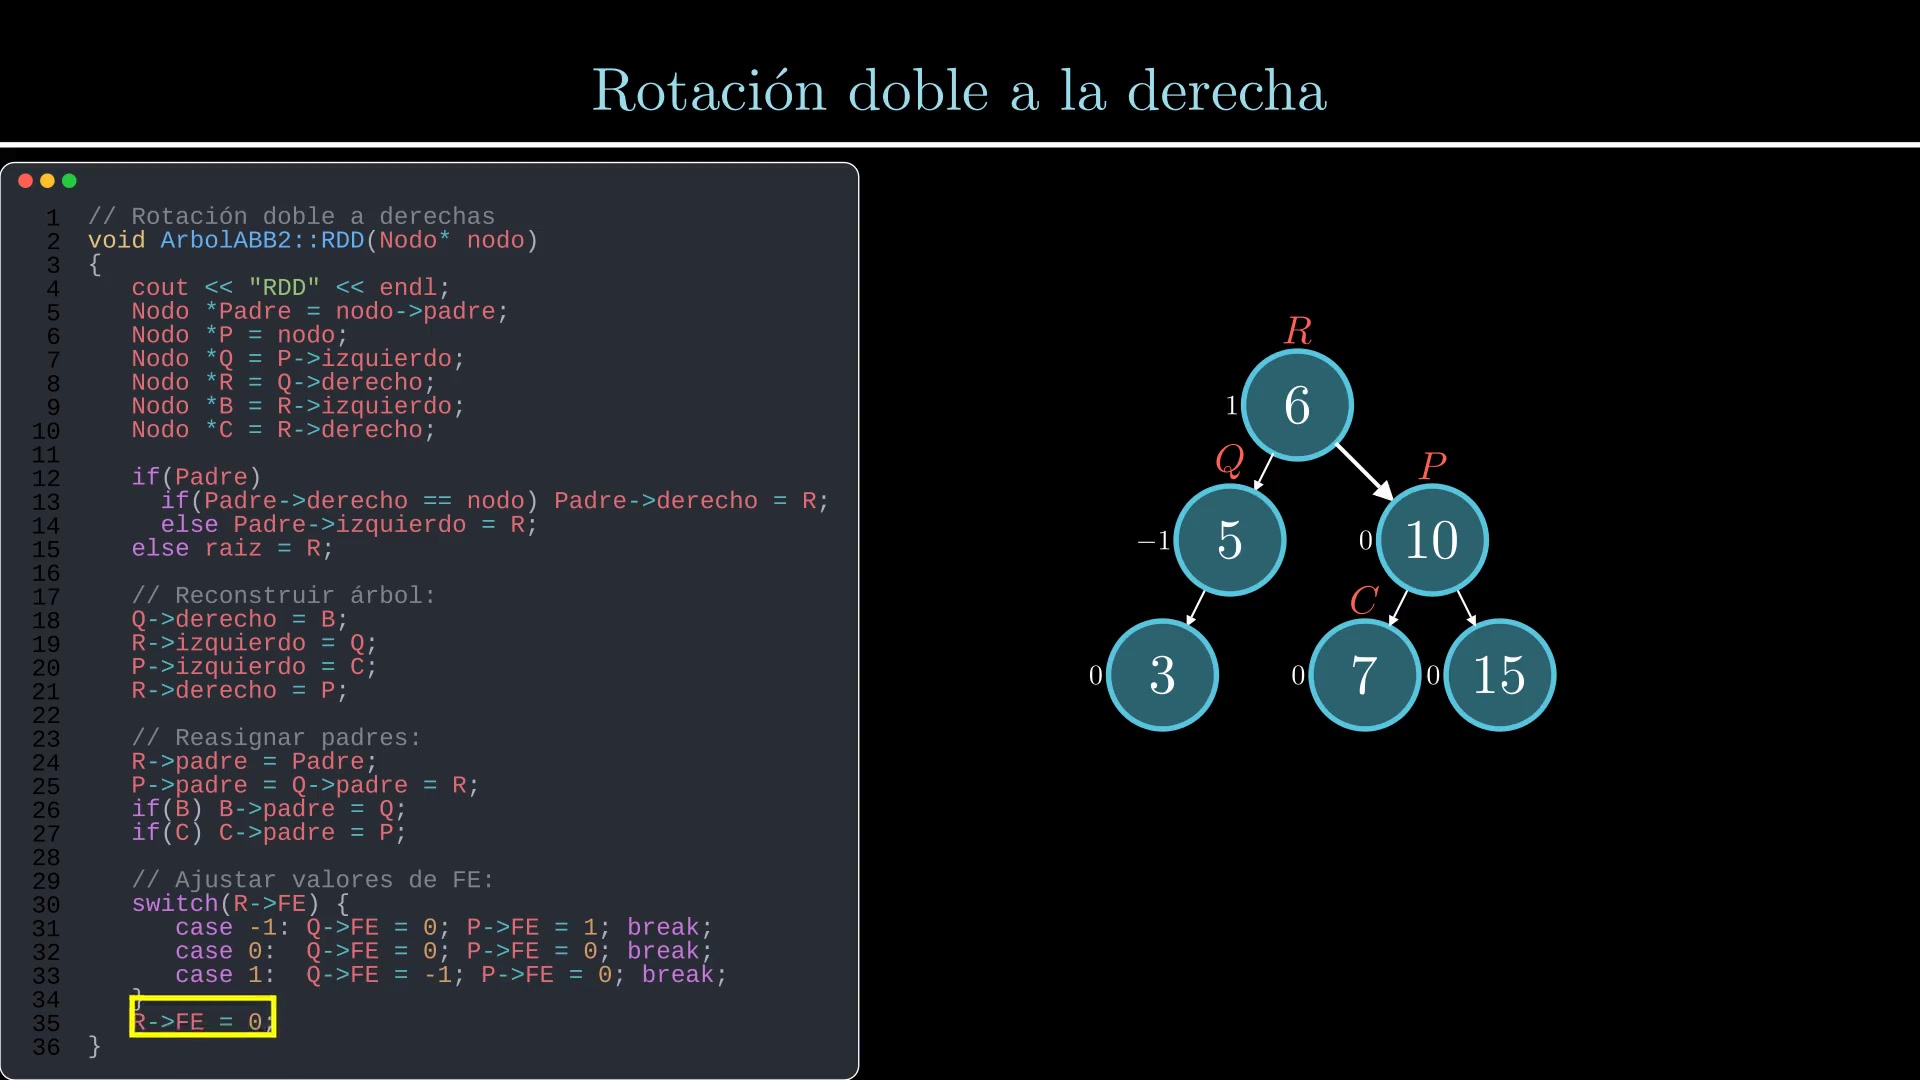 Rotación doble a la derecha
1 // Rotación doble a derechas
2 void ArbolABB2::RDD(Nodo* nodo)
3 {
4 cout << "RDD" << endl;
5 Nodo *Padre = nodo->padre;
6 Nodo *P = nodo;
7 Nodo *Q = P->izquierdo;
8 Nodo *R = Q->derecho;
9 Nodo *B = R->izquierdo;
10 Nodo *C = R->derecho;
11
12 if(Padre)
13 if(Padre->derecho == nodo) Padre->derecho = R;
14 else Padre->izquierdo = R;
15 else raiz = R;
16
17 // Reconstruir árbol:
18 Q->derecho = B;
19 R->izquierdo = Q;
20 P->izquierdo = C;
21 R->derecho = P;
22
23 // Reasignar padres:
24 R->padre = Padre;
25 P->padre = Q->padre = R;
26 if(B) B->padre = Q;
27 if(C) C->padre = P;
28
29 // Ajustar valores de FE:
30 switch(R->FE) {
31 case -1: Q->FE = 0; P->FE = 1; break;
32 case 0:  Q->FE = 0; P->FE = 0; break;
33 case 1:  Q->FE = -1; P->FE = 0; break;
34 }
35 R->FE = 0;
36 }
R
1 6
Q P
−1 5 0 10
C
0 3 0 7 0 15